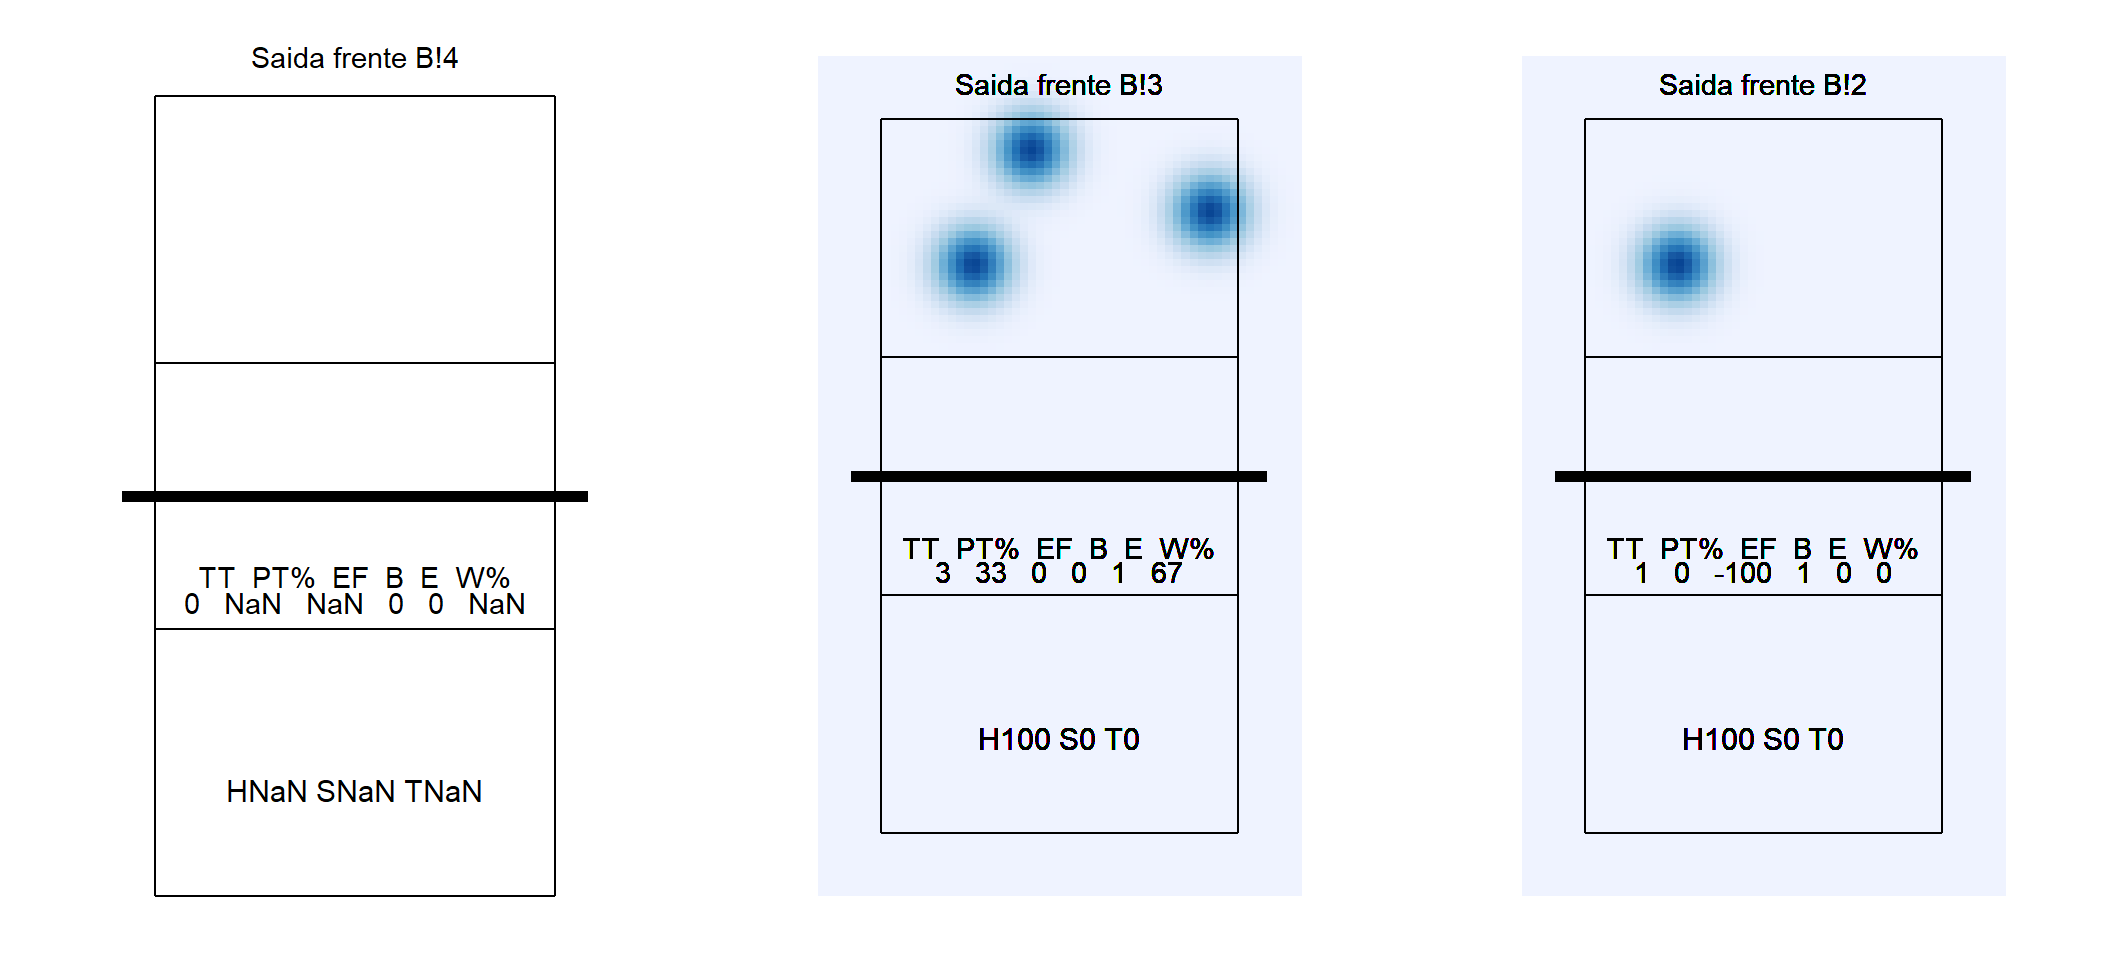 Saida frente B!4
TT PT% EF B E W%
0 NaN NaN 0 0 NaN
HNaN SNaN TNaN
Saida frente B!3
TT PT% EF B E W%
3 33 0 0 1 67
H100 S0 T0
Saida frente B!2
TT PT% EF B E W%
1 0 -100 1 0 0
H100 S0 T0